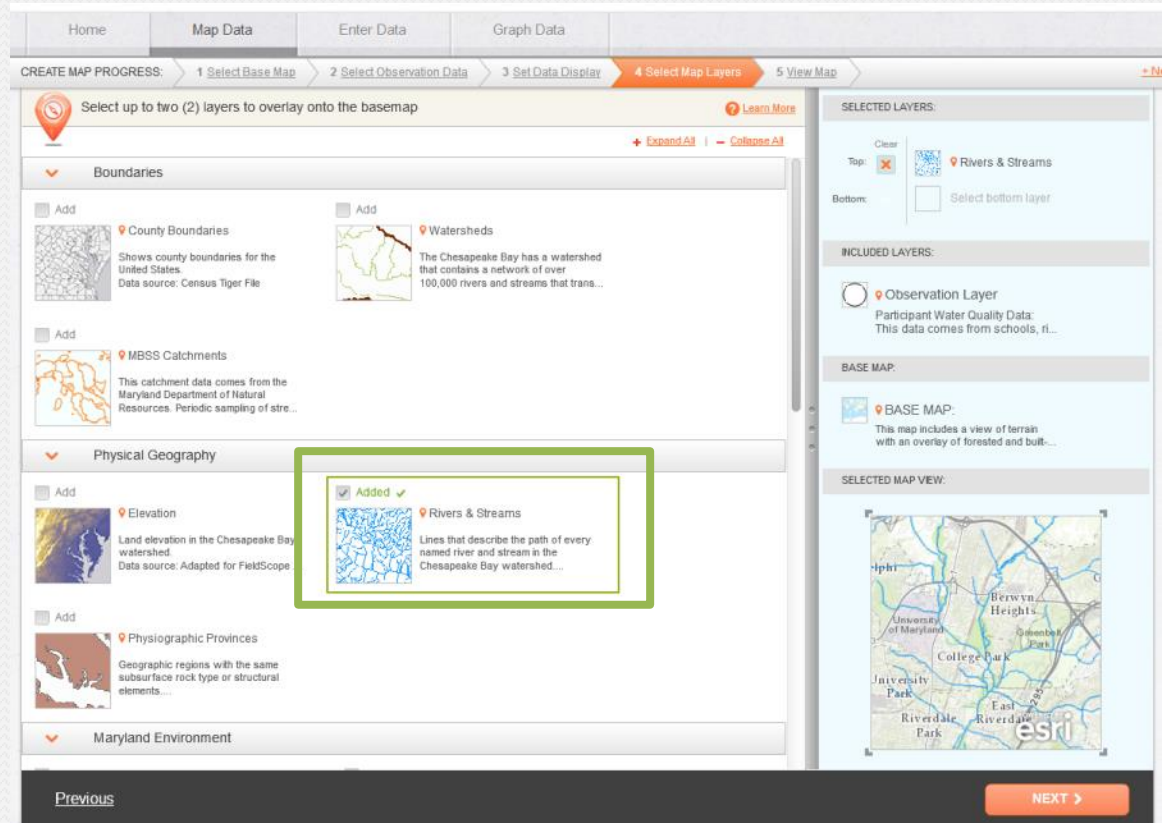 Home Map Data Enter Data Graph Data
CREATE MAP PROGRESS: 1 Select Base Map 2 Select Observation Data 3 Set Data Display 4 Select Map Layers 5 View Map
Select up to two (2) layers to overlay onto the basemap
Learn More
+ Expand All | - Collapse All
Boundaries
Add
County Boundaries
Shows county boundaries for the
United States.
Data source: Census Tiger File
Add
Watersheds
The Chesapeake Bay has a watershed
that contains a network of over
100,000 rivers and streams that trans...
Add
MBSS Catchments
This catchment data comes from the
Maryland Department of Natural
Resources. Periodic sampling of stre...
Physical Geography
Add
Elevation
Land elevation in the Chesapeake Bay
watershed.
Data source: Adapted for FieldScope
Added
Rivers & Streams
Lines that describe the path of every
named river and stream in the
Chesapeake Bay watershed....
Add
Physiographic Provinces
Geographic regions with the same
subsurface rock type or structural
elements....
Maryland Environment
Previous
SELECTED LAYERS:
Clear
Top: Rivers & Streams
Bottom: Select bottom layer
INCLUDED LAYERS:
Observation Layer
Participant Water Quality Data:
This data comes from schools, ri...
BASE MAP:
BASE MAP:
This map includes a view of terrain
with an overlay of forested and built-...
SELECTED MAP VIEW:
elphi
Berwyn
Heights
University
of Maryland
Greenbelt
Park
College Park
University
Park
295
East
Riverdale
Riverdale
Park
esri
NEXT